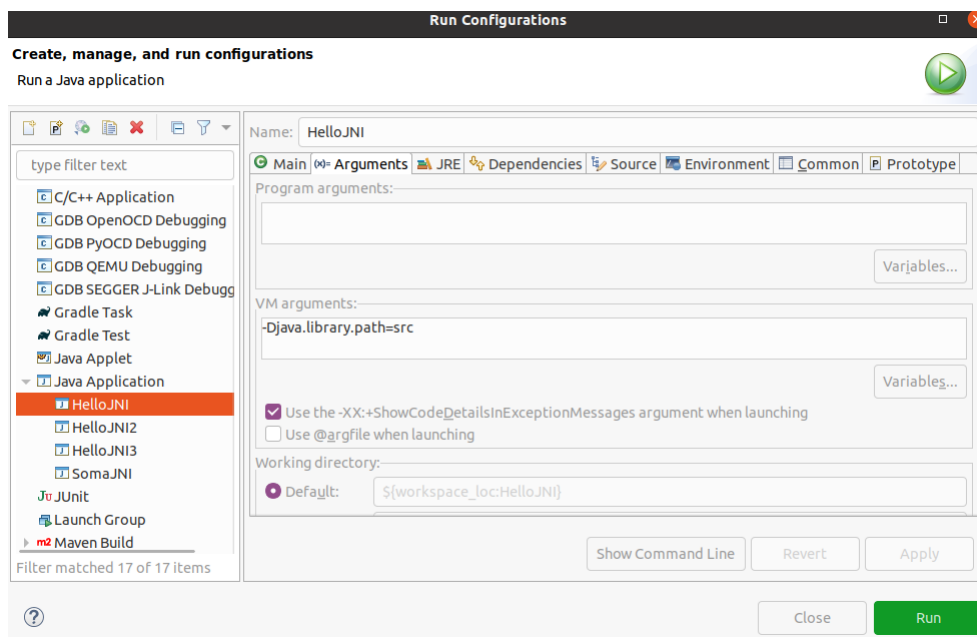 Run Configurations
Create, manage, and run configurations
Run a Java application
type filter text
C/C++ Application
GDB OpenOCD Debugging
GDB PyOCD Debugging
GDB QEMU Debugging
GDB SEGGER J-Link Debugg
Gradle Task
Gradle Test
Java Applet
Java Application
HelloJNI
HelloJNI2
HelloJNI3
SomaJNI
JUnit
Launch Group
Maven Build
Filter matched 17 of 17 items
Name: HelloJNI
Main (x)= Arguments JRE Dependencies Source Environment Common Prototype
Program arguments:
Variables...
VM arguments:
-Djava.library.path=src
Variables...
Use the -XX:+ShowCodeDetailsInExceptionMessages argument when launching
Use @argfile when launching
Working directory:
Default: ${workspace_loc:HelloJNI}
Show Command Line Revert Apply
Close Run